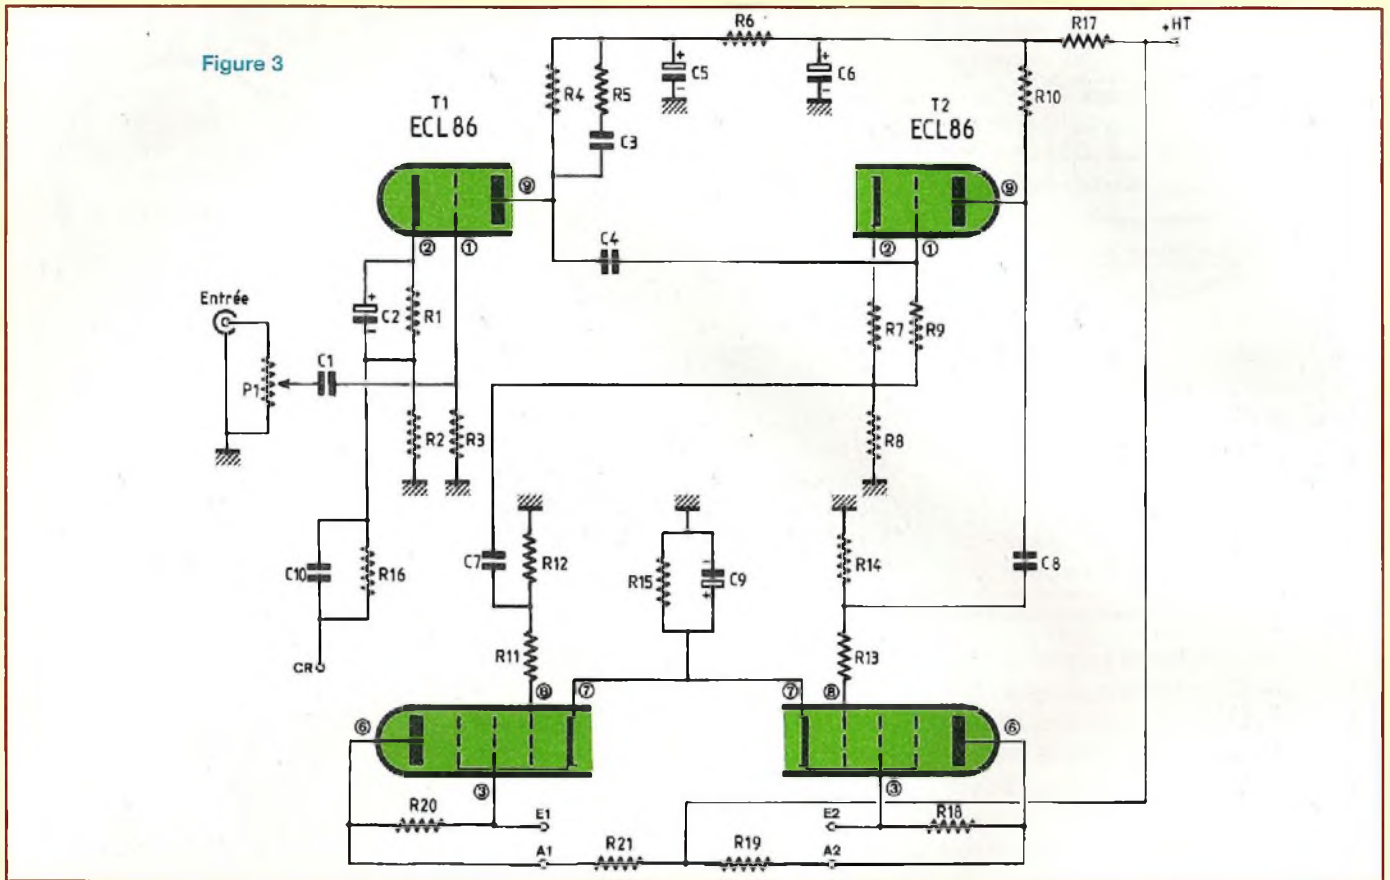 Figure 3
R6
R17
+HT
R4
R5
C5
C6
R10
T1
ECL86
T2
ECL86
C3
⑨
⑨
②
①
C4
②
①
Entrée
C2
R1
R7
R9
C1
P1
R2
R3
R8
C10
R16
C7
R12
R15
C9
R14
C8
CR
R11
R13
⑧
⑦
⑦
⑧
⑥
⑥
③
③
R20
E1
E2
R18
A1
R21
R19
A2